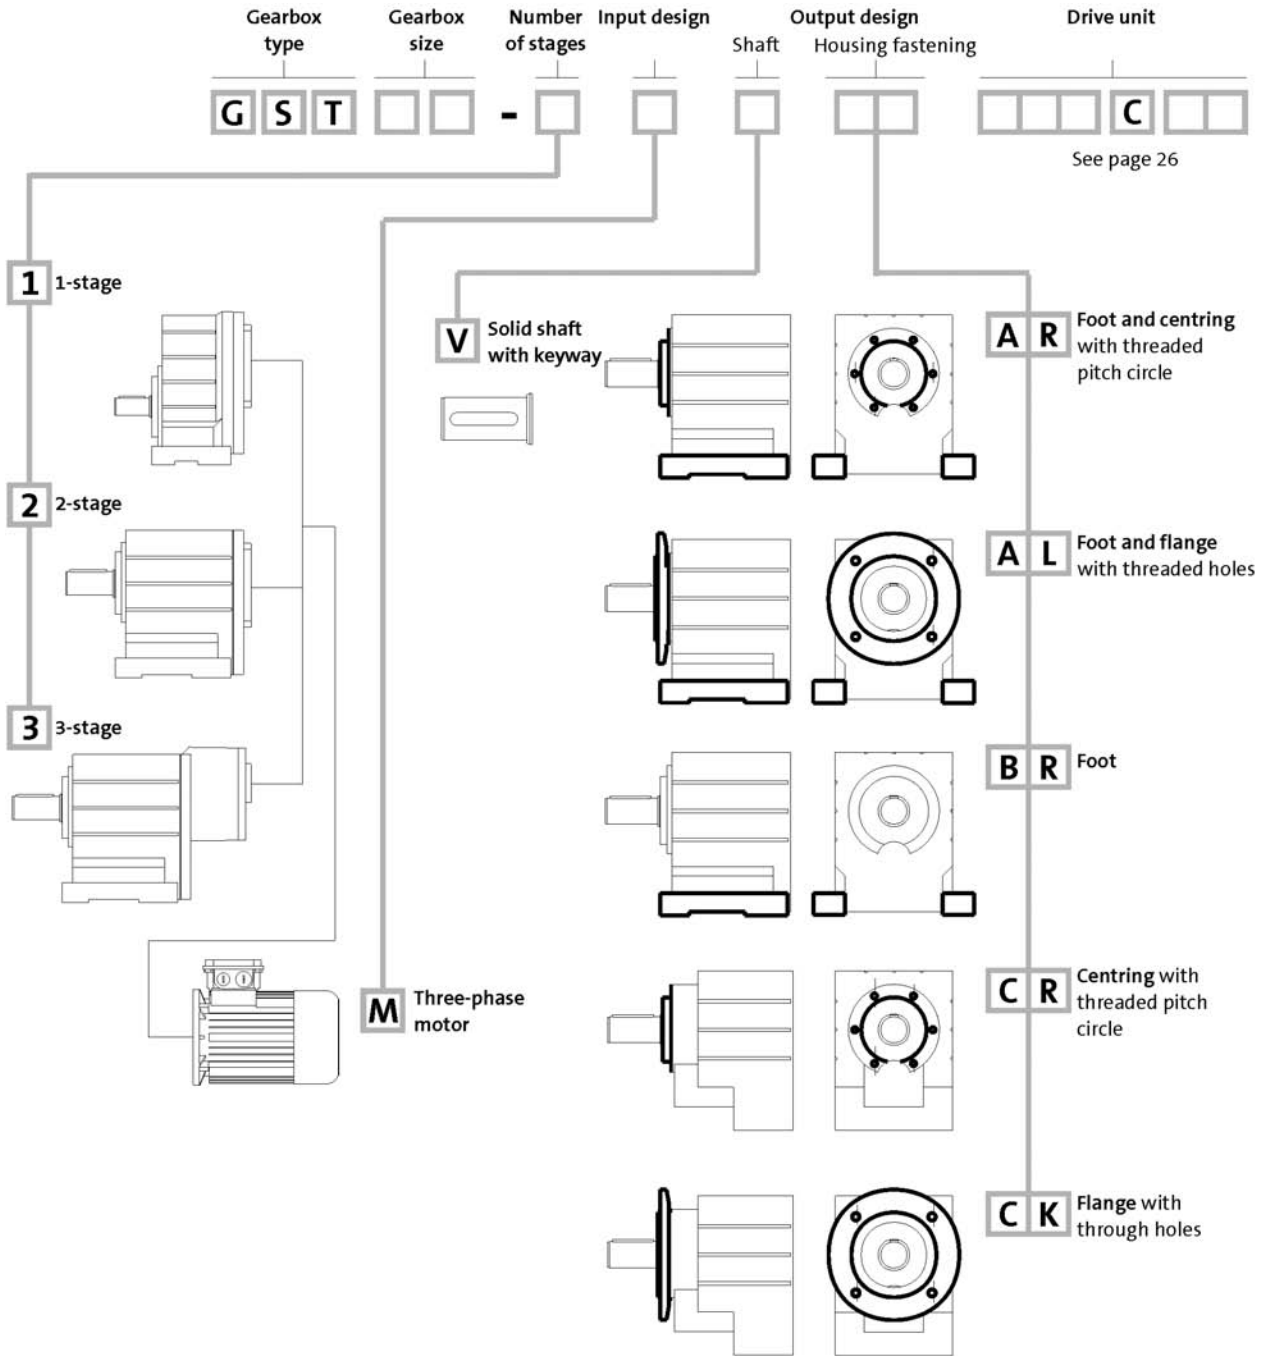 Gearbox type
Gearbox size
Number of stages
Input design
Output design
Drive unit
Shaft
Housing fastening
G S T - C
See page 26
1 1-stage
V Solid shaft
with keyway
A R Foot and centring
with threaded
pitch circle
2 2-stage
A L Foot and flange
with threaded holes
3 3-stage
B R Foot
M Three-phase
motor
C R Centring with
threaded pitch
circle
C K Flange with
through holes